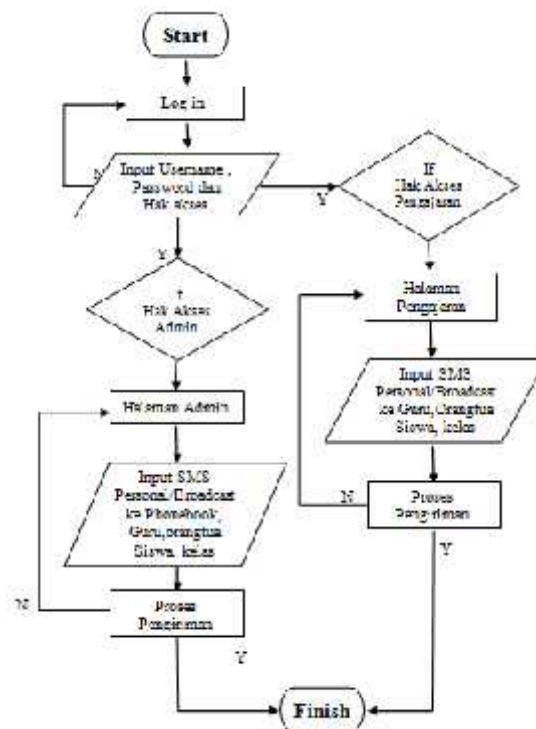 Start
Log in
N
Input Username ,
Password dan
Hak akses
Y
If
Hak Akses
Pengajaran
Y
Hak Akses
Admin
Halaman
Pengajaran
Halaman Admin
Input SMS
Personal/Broadcast
ke Guru,Orangtua
Siswa, kelas
Input SMS
Personal/Broadcast
ke Phonebook,
Guru,orangtua
Siswa, kelas
N
Proses
Pengiriman
Y
N
Proses
Pengiriman
Y
Finish